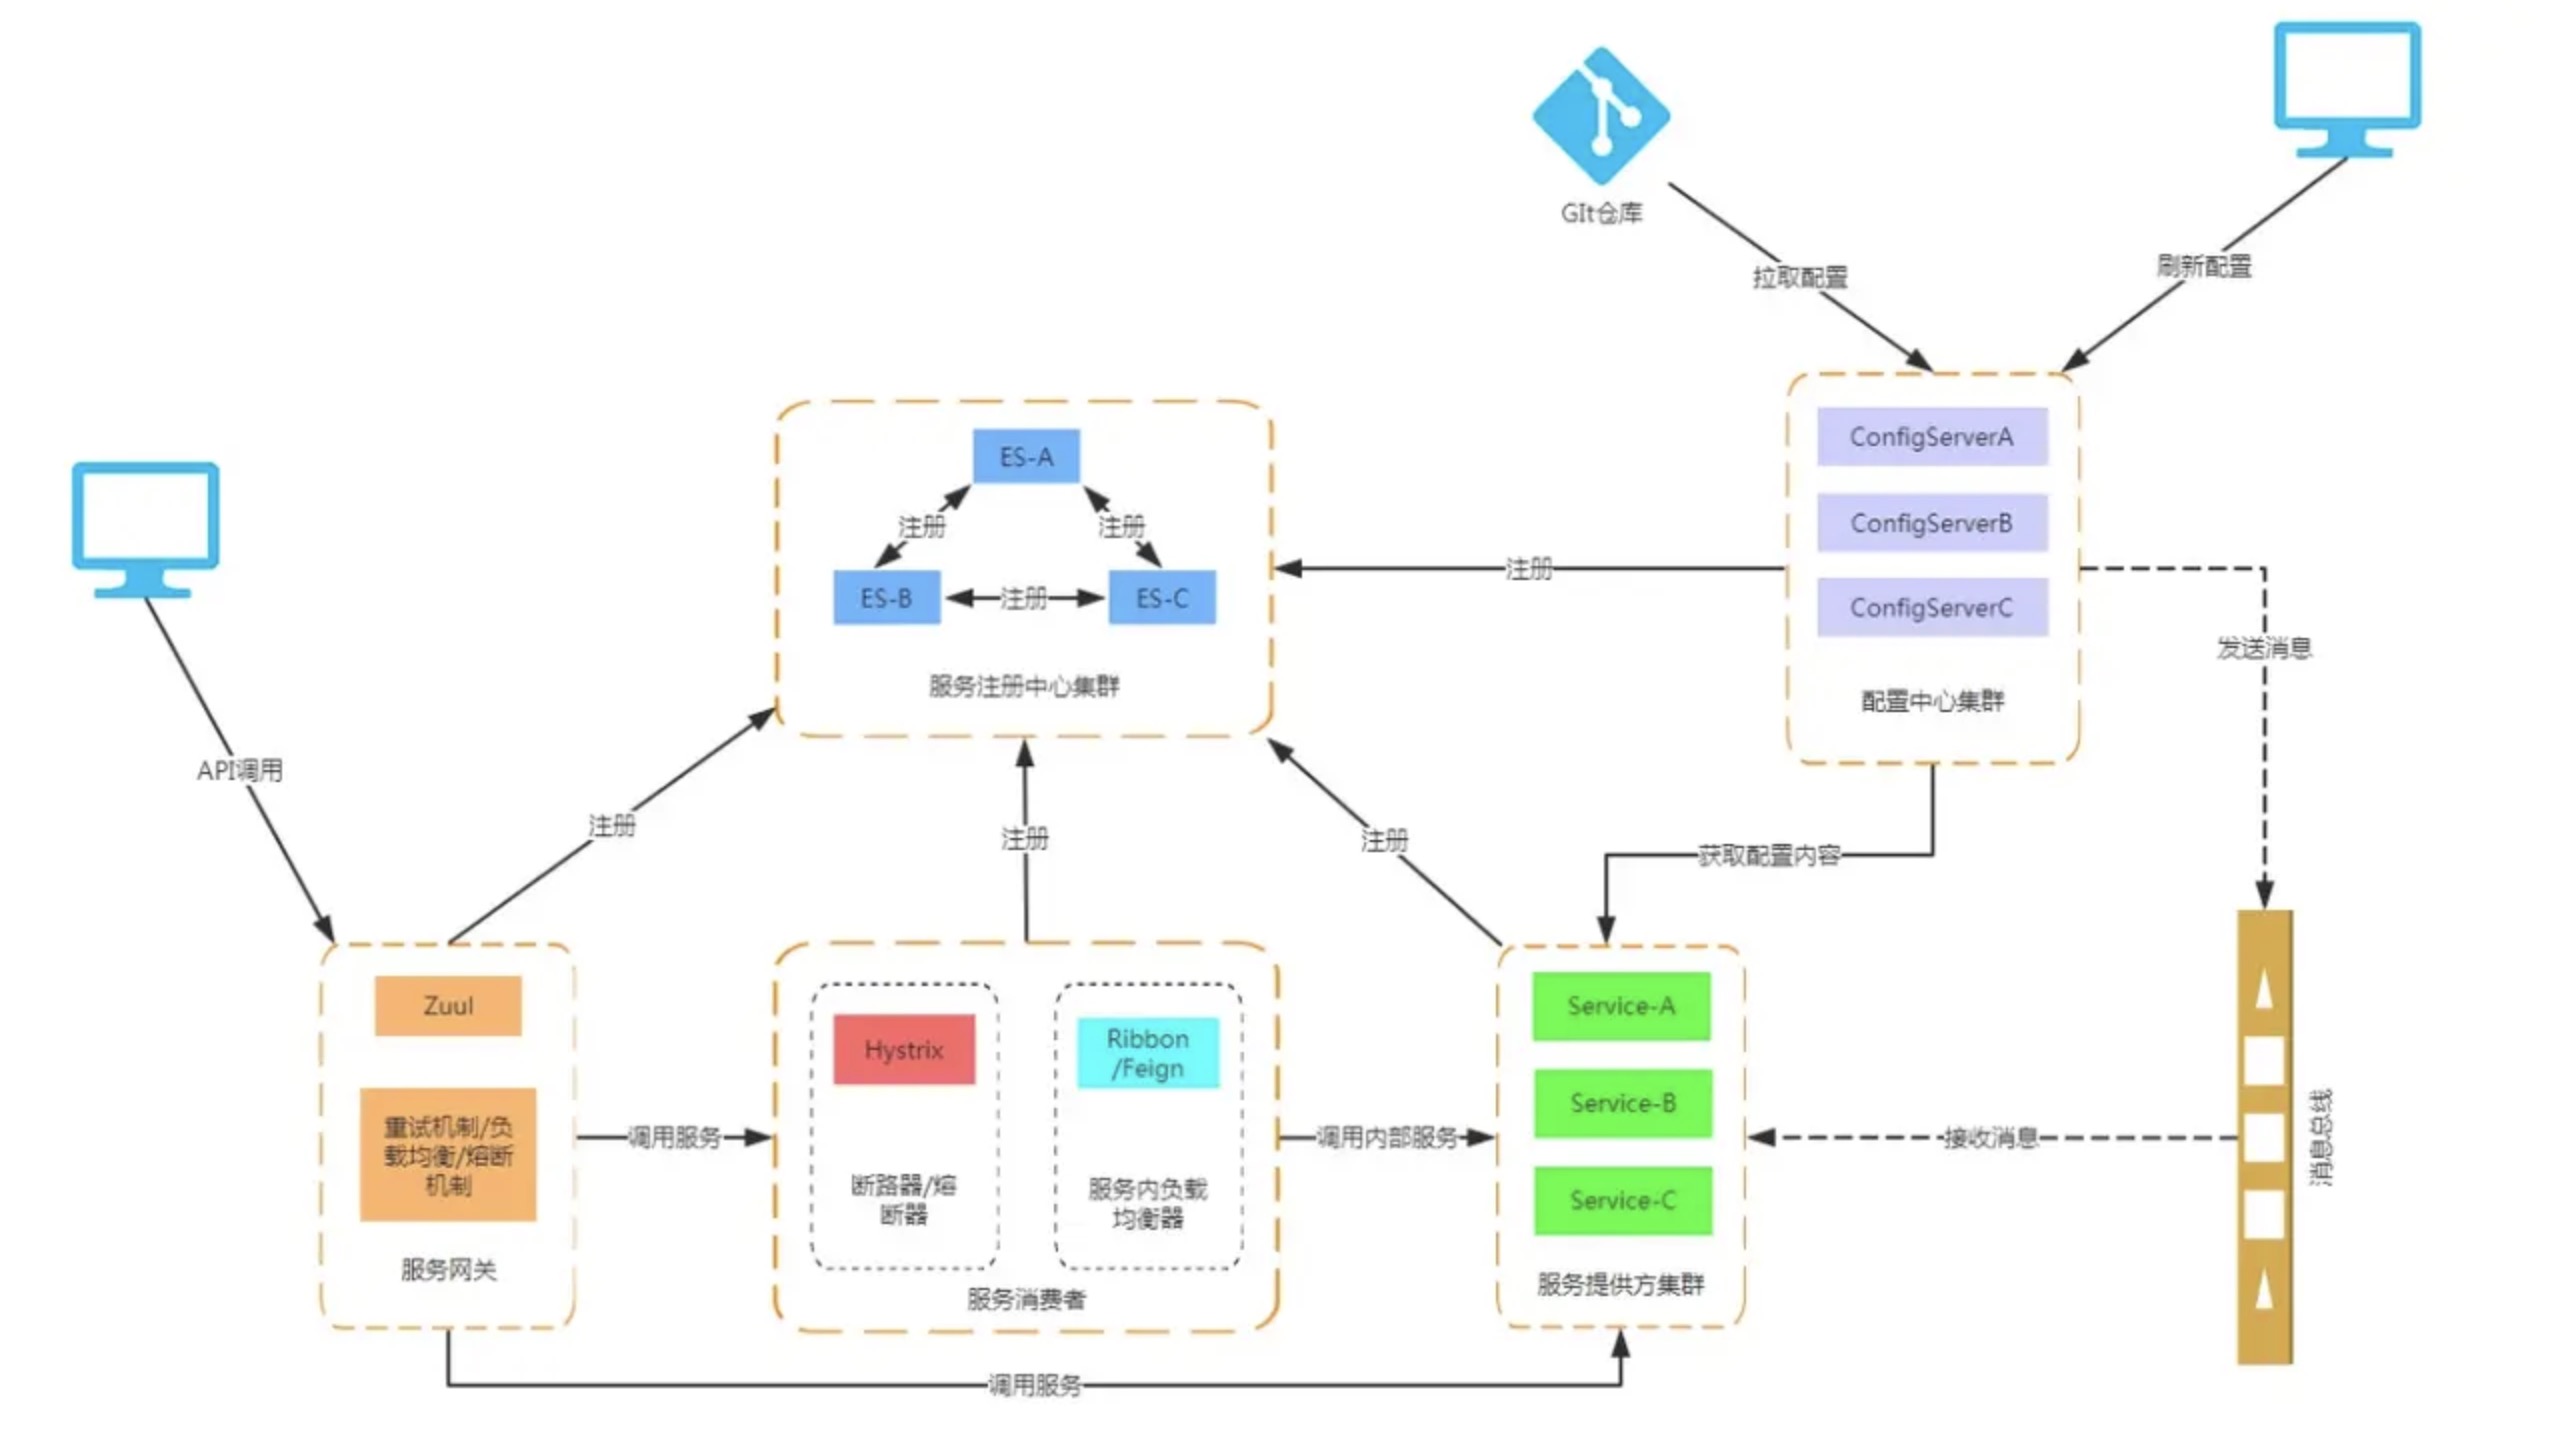 GIt仓库
拉取配置
刷新配置
ConfigServerA
ConfigServerB
ConfigServerC
配置中心集群
ES-A
注册
注册
ES-B
注册
ES-C
服务注册中心集群
注册
发送消息
API调用
注册
注册
注册
获取配置内容
Zuul
重试机制/负
载均衡/熔断
机制
服务网关
调用服务
Hystrix
断路器/熔
断器
Ribbon
/Feign
服务内负载
均衡器
服务消费者
调用内部服务
Service-A
Service-B
Service-C
服务提供方集群
接收消息
消息总线
调用服务